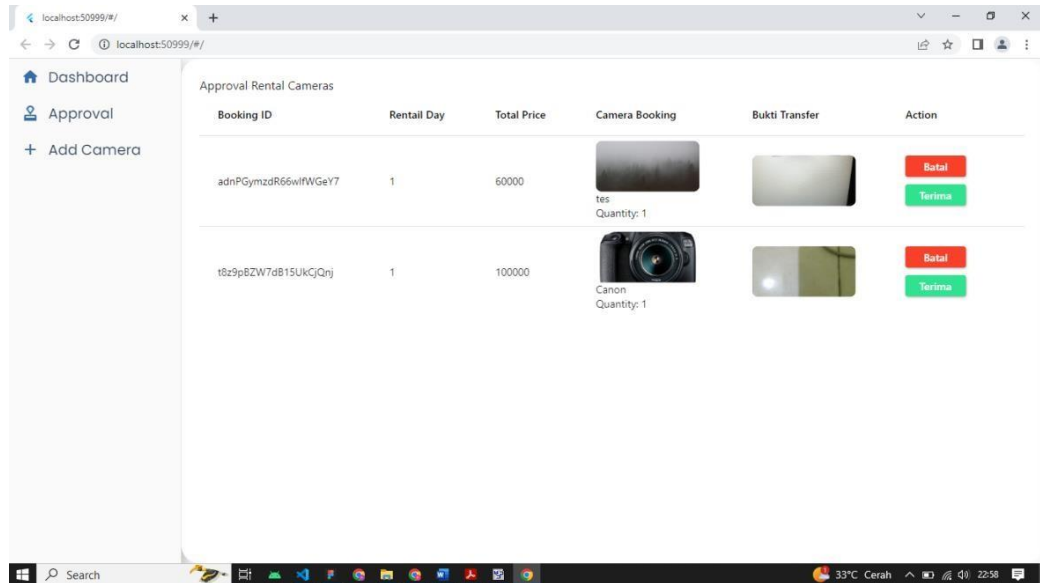 localhost:50999/#/
localhost:50999/#/
Dashboard
Approval
Add Camera
Approval Rental Cameras
Booking ID Rentail Day Total Price Camera Booking Bukti Transfer Action
adnPGymzdR66wIfWGeY7 1 60000
tes
Quantity: 1
Batal
Terima
t8z9pBZW7dB15UkCjQnj 1 100000
Canon
Quantity: 1
Batal
Terima
Search
33°C Cerah 22:58